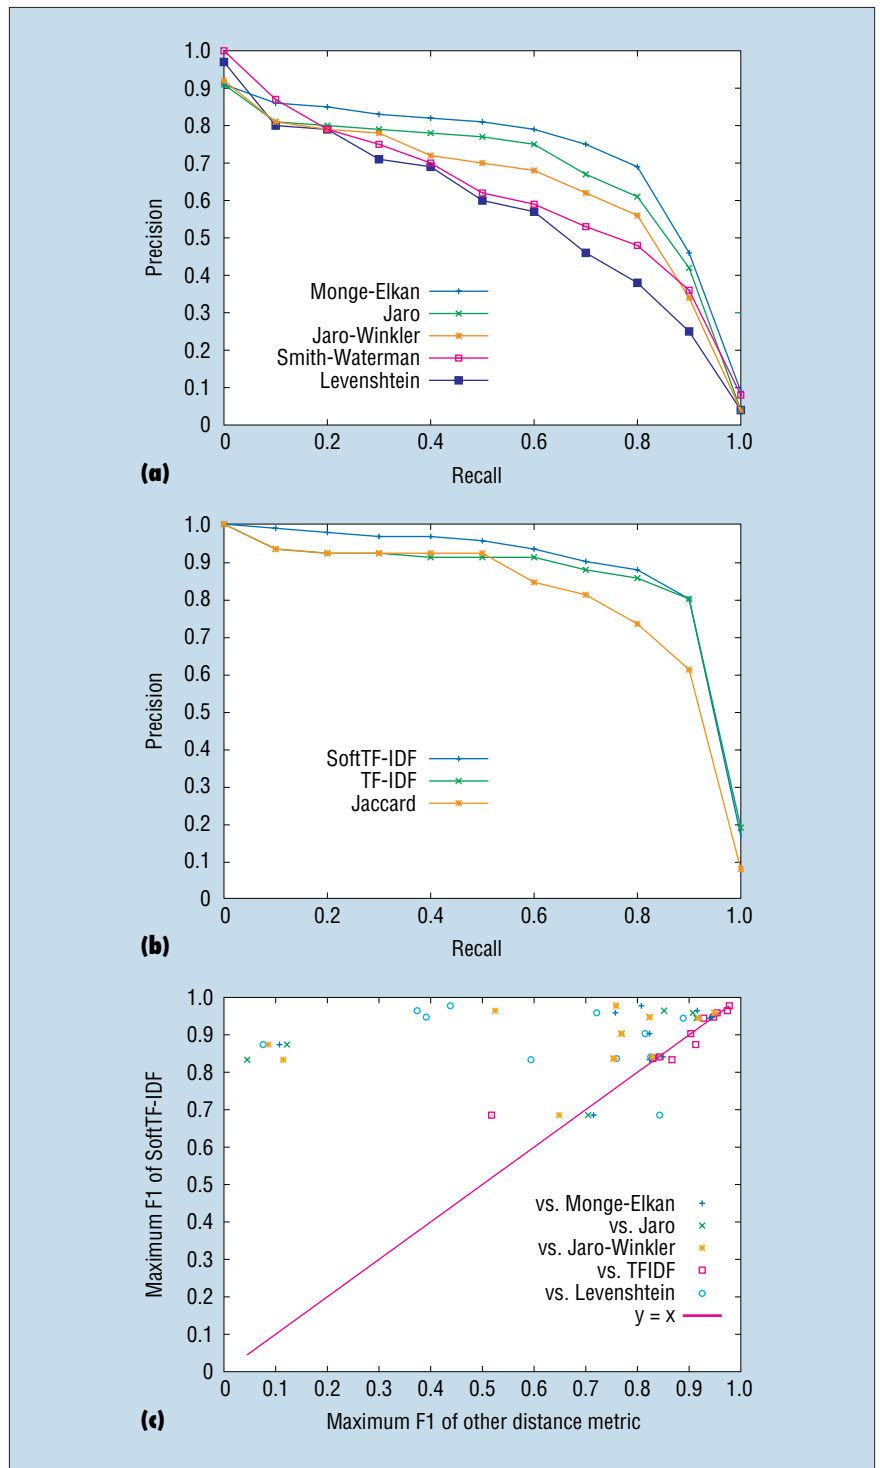 1.0
0.9
0.8
0.7
0.6
0.5
0.4
0.3
0.2
0.1
0
Precision
Monge-Elkan
Jaro
Jaro-Winkler
Smith-Waterman
Levenshtein
0 0.2 0.4 0.6 0.8 1.0
Recall
(a)
1.0
0.9
0.8
0.7
0.6
0.5
0.4
0.3
0.2
0.1
0
Precision
SoftTF-IDF
TF-IDF
Jaccard
0 0.2 0.4 0.6 0.8 1.0
Recall
(b)
1.0
0.9
0.8
0.7
0.6
0.5
0.4
0.3
0.2
0.1
0
Maximum F1 of SoftTF-IDF
vs. Monge-Elkan
vs. Jaro
vs. Jaro-Winkler
vs. TFIDF
vs. Levenshtein
y = x
0 0.1 0.2 0.3 0.4 0.5 0.6 0.7 0.8 0.9 1.0
Maximum F1 of other distance metric
(c)